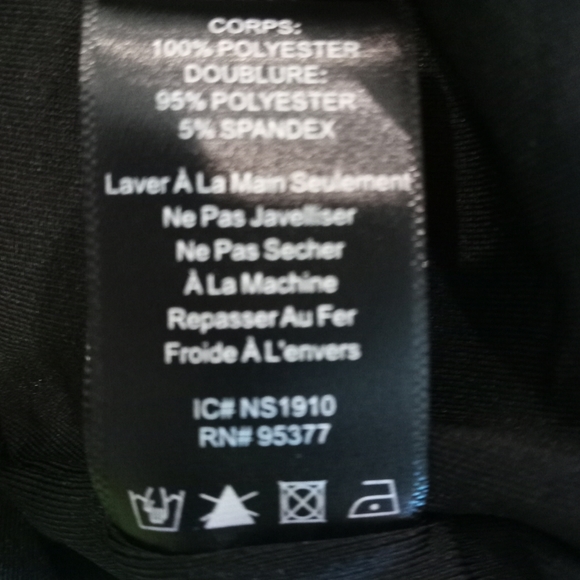 CORPS:
100% POLYESTER
DOUBLURE:
95% POLYESTER
5% SPANDEX
Laver À La Main Seulement
Ne Pas Javelliser
Ne Pas Secher
À La Machine
Repasser Au Fer
Froide À L'envers
IC# NS1910
RN# 95377